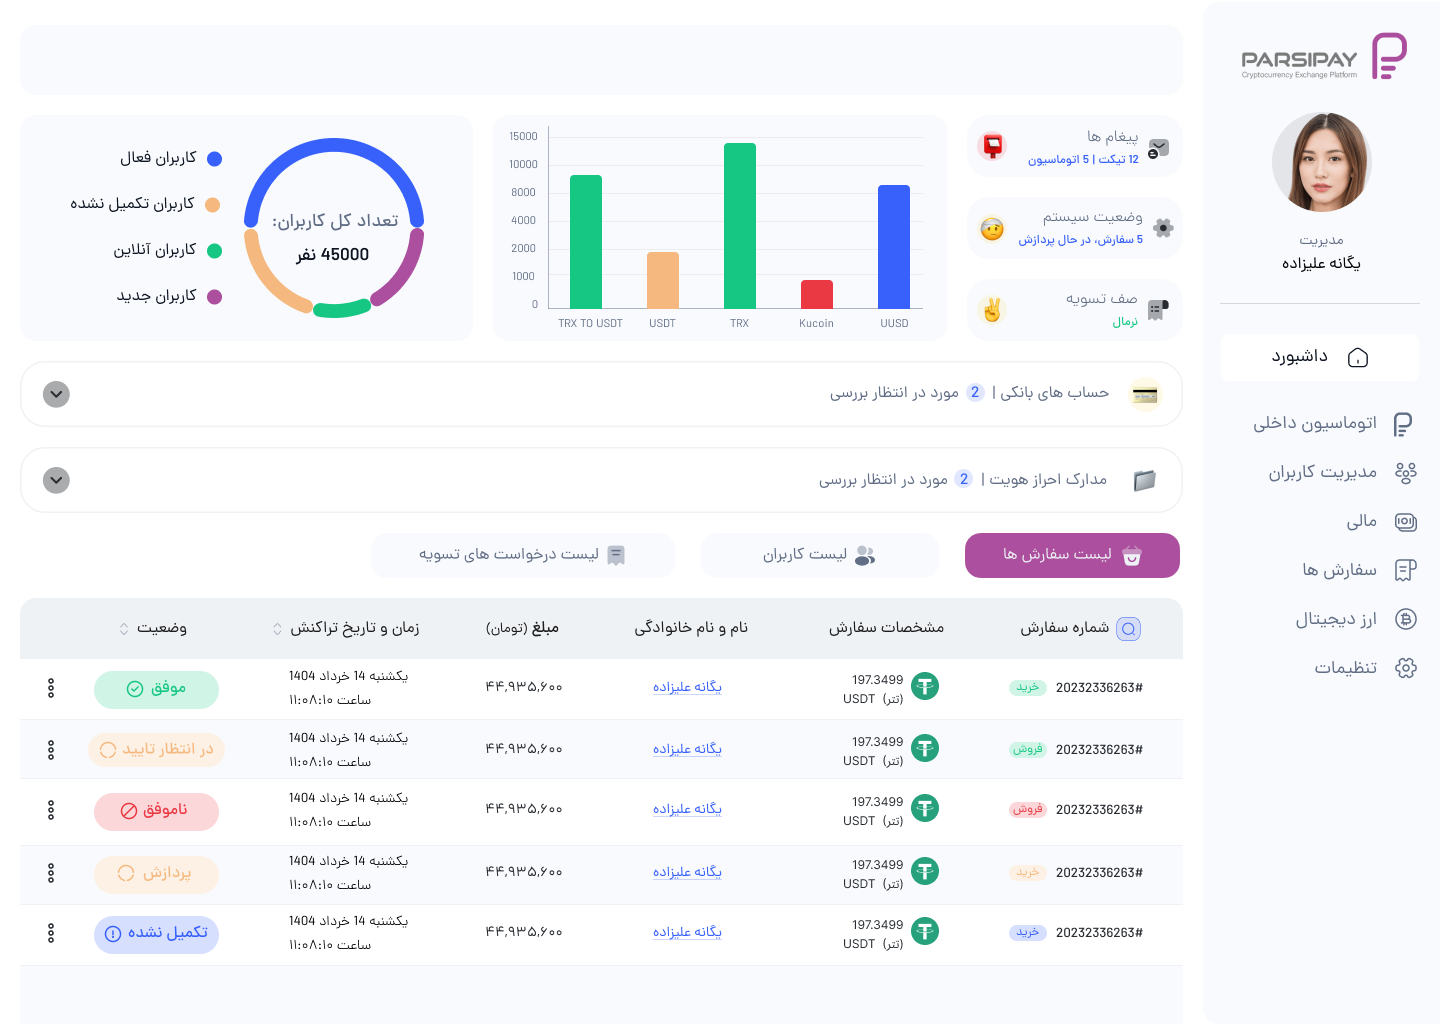 PARSIPAY
Cryptocurrency Exchange Platform
مدیریت
یگانه علیزاده
داشبورد
اتوماسیون داخلی
مدیریت کاربران
مالی
سفارش ها
ارز دیجیتال
تنظیمات
پیغام ها
12 تیکت | 5 اتوماسیون
وضعیت سیستم
5 سفارش، در حال پردازش
صف تسویه
نرمال
15000
10000
8000
4000
2000
1000
0
TRX TO USDT
USDT
TRX
Kucoin
UUSD
تعداد کل کاربران:
45000 نفر
کاربران فعال
کاربران تکمیل نشده
کاربران آنلاین
کاربران جدید
حساب های بانکی | 2 مورد در انتظار بررسی
مدارک احراز هویت | 2 مورد در انتظار بررسی
لیست سفارش ها
لیست کاربران
لیست درخواست های تسویه
شماره سفارش
مشخصات سفارش
نام و نام خانوادگی
مبلغ (تومان)
زمان و تاریخ تراکنش
وضعیت
20232336263#
خرید
197.3499
USDT (تتر)
یگانه علیزاده
۴۴,۹۳۵,۶۰۰
یکشنبه 14 خرداد 1404
ساعت ۱۱:۰۸:۱۰
موفق
20232336263#
فروش
197.3499
USDT (تتر)
یگانه علیزاده
۴۴,۹۳۵,۶۰۰
یکشنبه 14 خرداد 1404
ساعت ۱۱:۰۸:۱۰
در انتظار تایید
20232336263#
فروش
197.3499
USDT (تتر)
یگانه علیزاده
۴۴,۹۳۵,۶۰۰
یکشنبه 14 خرداد 1404
ساعت ۱۱:۰۸:۱۰
ناموفق
20232336263#
خرید
197.3499
USDT (تتر)
یگانه علیزاده
۴۴,۹۳۵,۶۰۰
یکشنبه 14 خرداد 1404
ساعت ۱۱:۰۸:۱۰
پردازش
20232336263#
خرید
197.3499
USDT (تتر)
یگانه علیزاده
۴۴,۹۳۵,۶۰۰
یکشنبه 14 خرداد 1404
ساعت ۱۱:۰۸:۱۰
تکمیل نشده